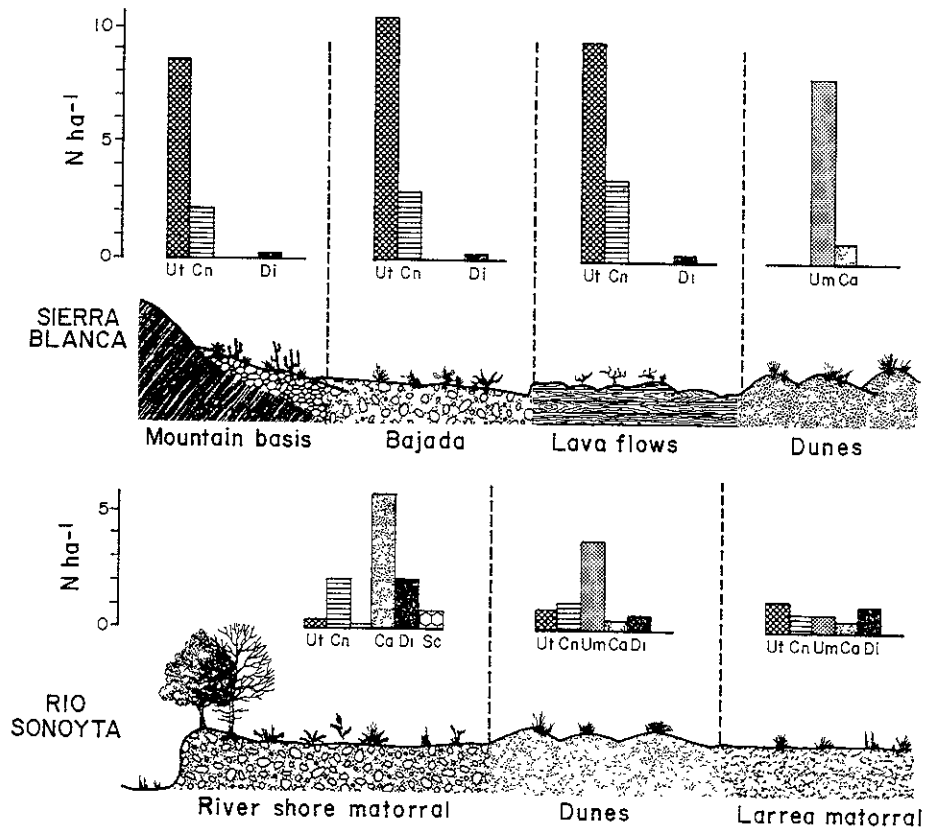 10
5
0
N ha-1
Ut Cn Di
Ut Cn Di
Ut Cn Di
Um Ca
SIERRA
BLANCA
Mountain basis
Bajada
Lava flows
Dunes
5
0
N ha-1
Ut Cn Ca Di Sc
Ut Cn Um Ca Di
Ut Cn Um Ca Di
RIO
SONOYTA
River shore matorral
Dunes
Larrea matorral